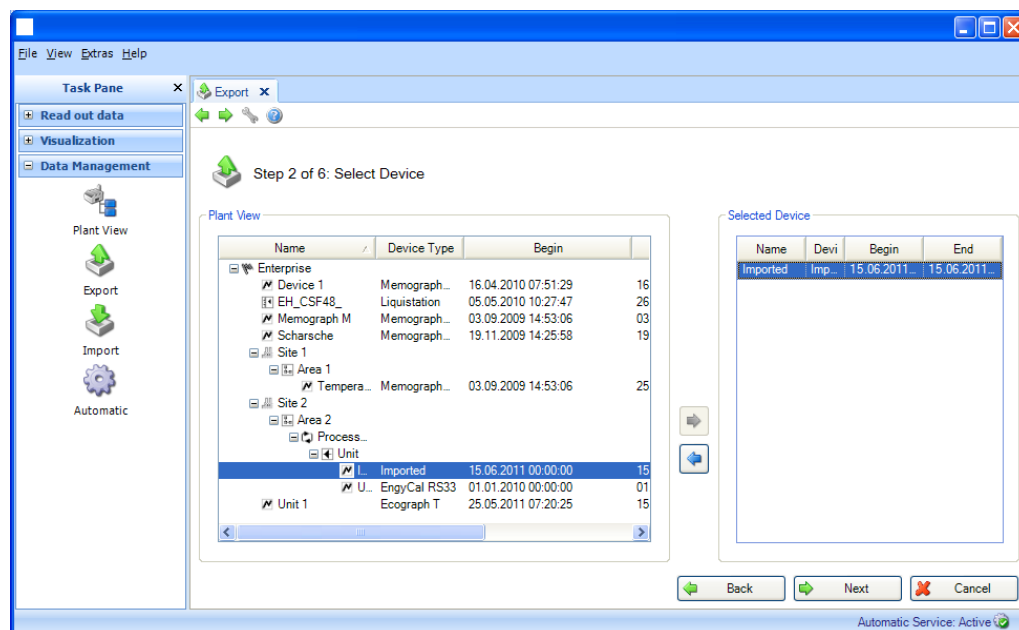 File View Extras Help
Task Pane
Export
Read out data
Visualization
Data Management
Plant View
Export
Import
Automatic
Step 2 of 6: Select Device
Plant View
Name Device Type Begin
Enterprise
Device 1 Memograph... 16.04.2010 07:51:29 16
EH_CSF48_ Liquistation 05.05.2010 10:27:47 26
Memograph M Memograph... 03.09.2009 14:53:06 03
Scharsche Memograph... 19.11.2009 14:25:58 19
Site 1
Area 1
Tempera... Memograph... 03.09.2009 14:53:06 25
Site 2
Area 2
Process...
Unit
I... Imported 15.06.2011 00:00:00 15
U... EngyCal RS33 01.01.2010 00:00:00 01
Unit 1 Ecograph T 25.05.2011 07:20:25 15
Selected Device
Name Devi Begin End
Imported Imp... 15.06.2011... 15.06.2011...
Back Next Cancel
Automatic Service: Active